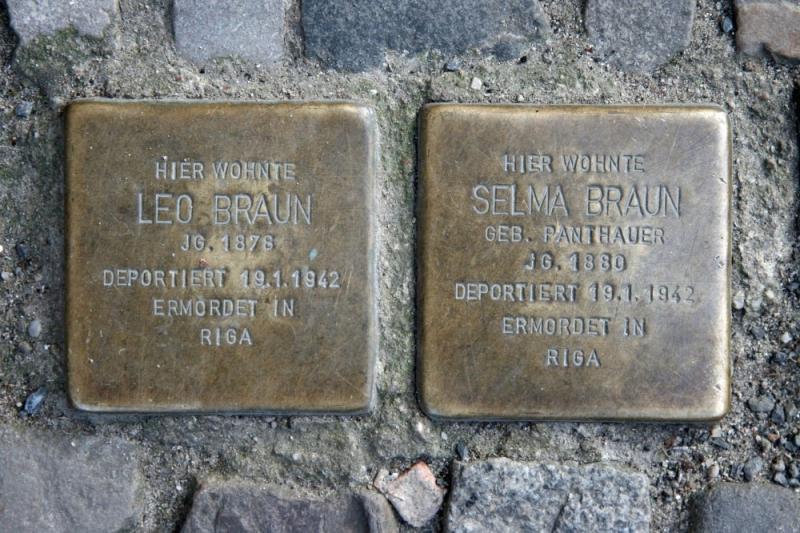 HIER WOHNTE
LEO BRAUN
JG. 1878
DEPORTIERT 19.1.1942
ERMORDET IN
RIGA
HIER WOHNTE
SELMA BRAUN
GEB. PANTHAUER
JG. 1880
DEPORTIERT 19.1.1942
ERMORDET IN
RIGA